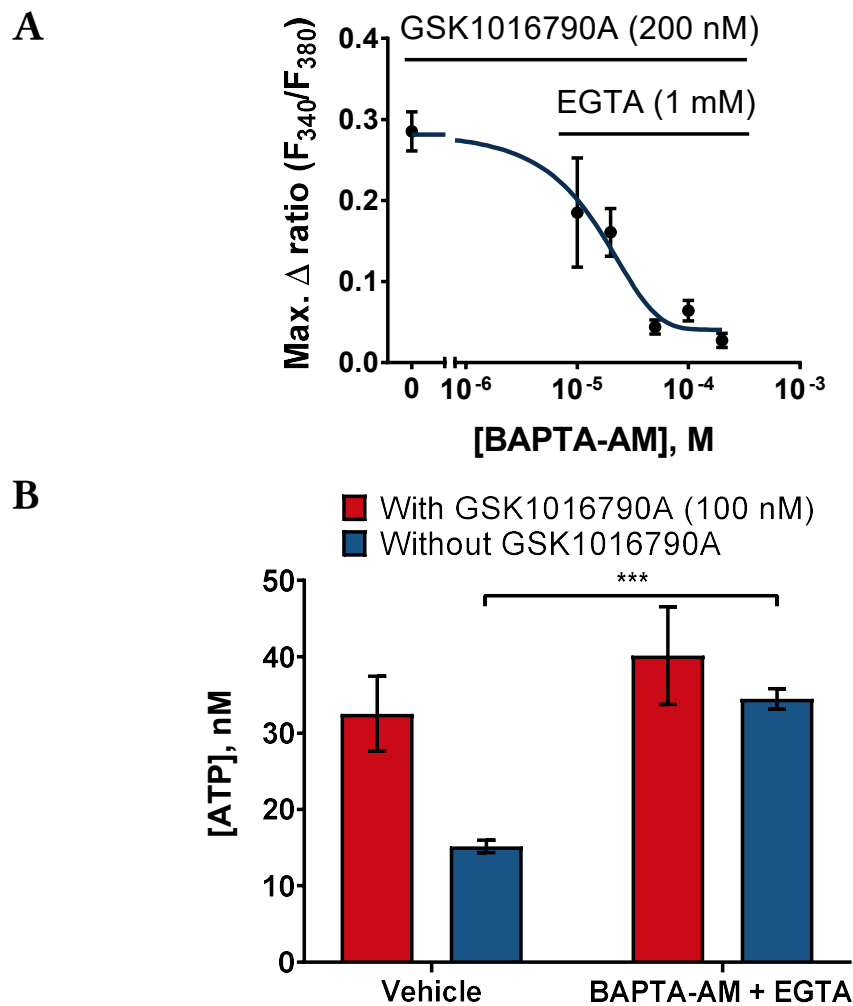 A
GSK1016790A (200 nM)
EGTA (1 mM)
Max. Δ ratio (F340/F380)
0.4
0.3
0.2
0.1
0.0
0 10-6 10-5 10-4 10-3
[BAPTA-AM], M
B
With GSK1016790A (100 nM)
Without GSK1016790A
***
[ATP], nM
50
40
30
20
10
0
Vehicle BAPTA-AM + EGTA